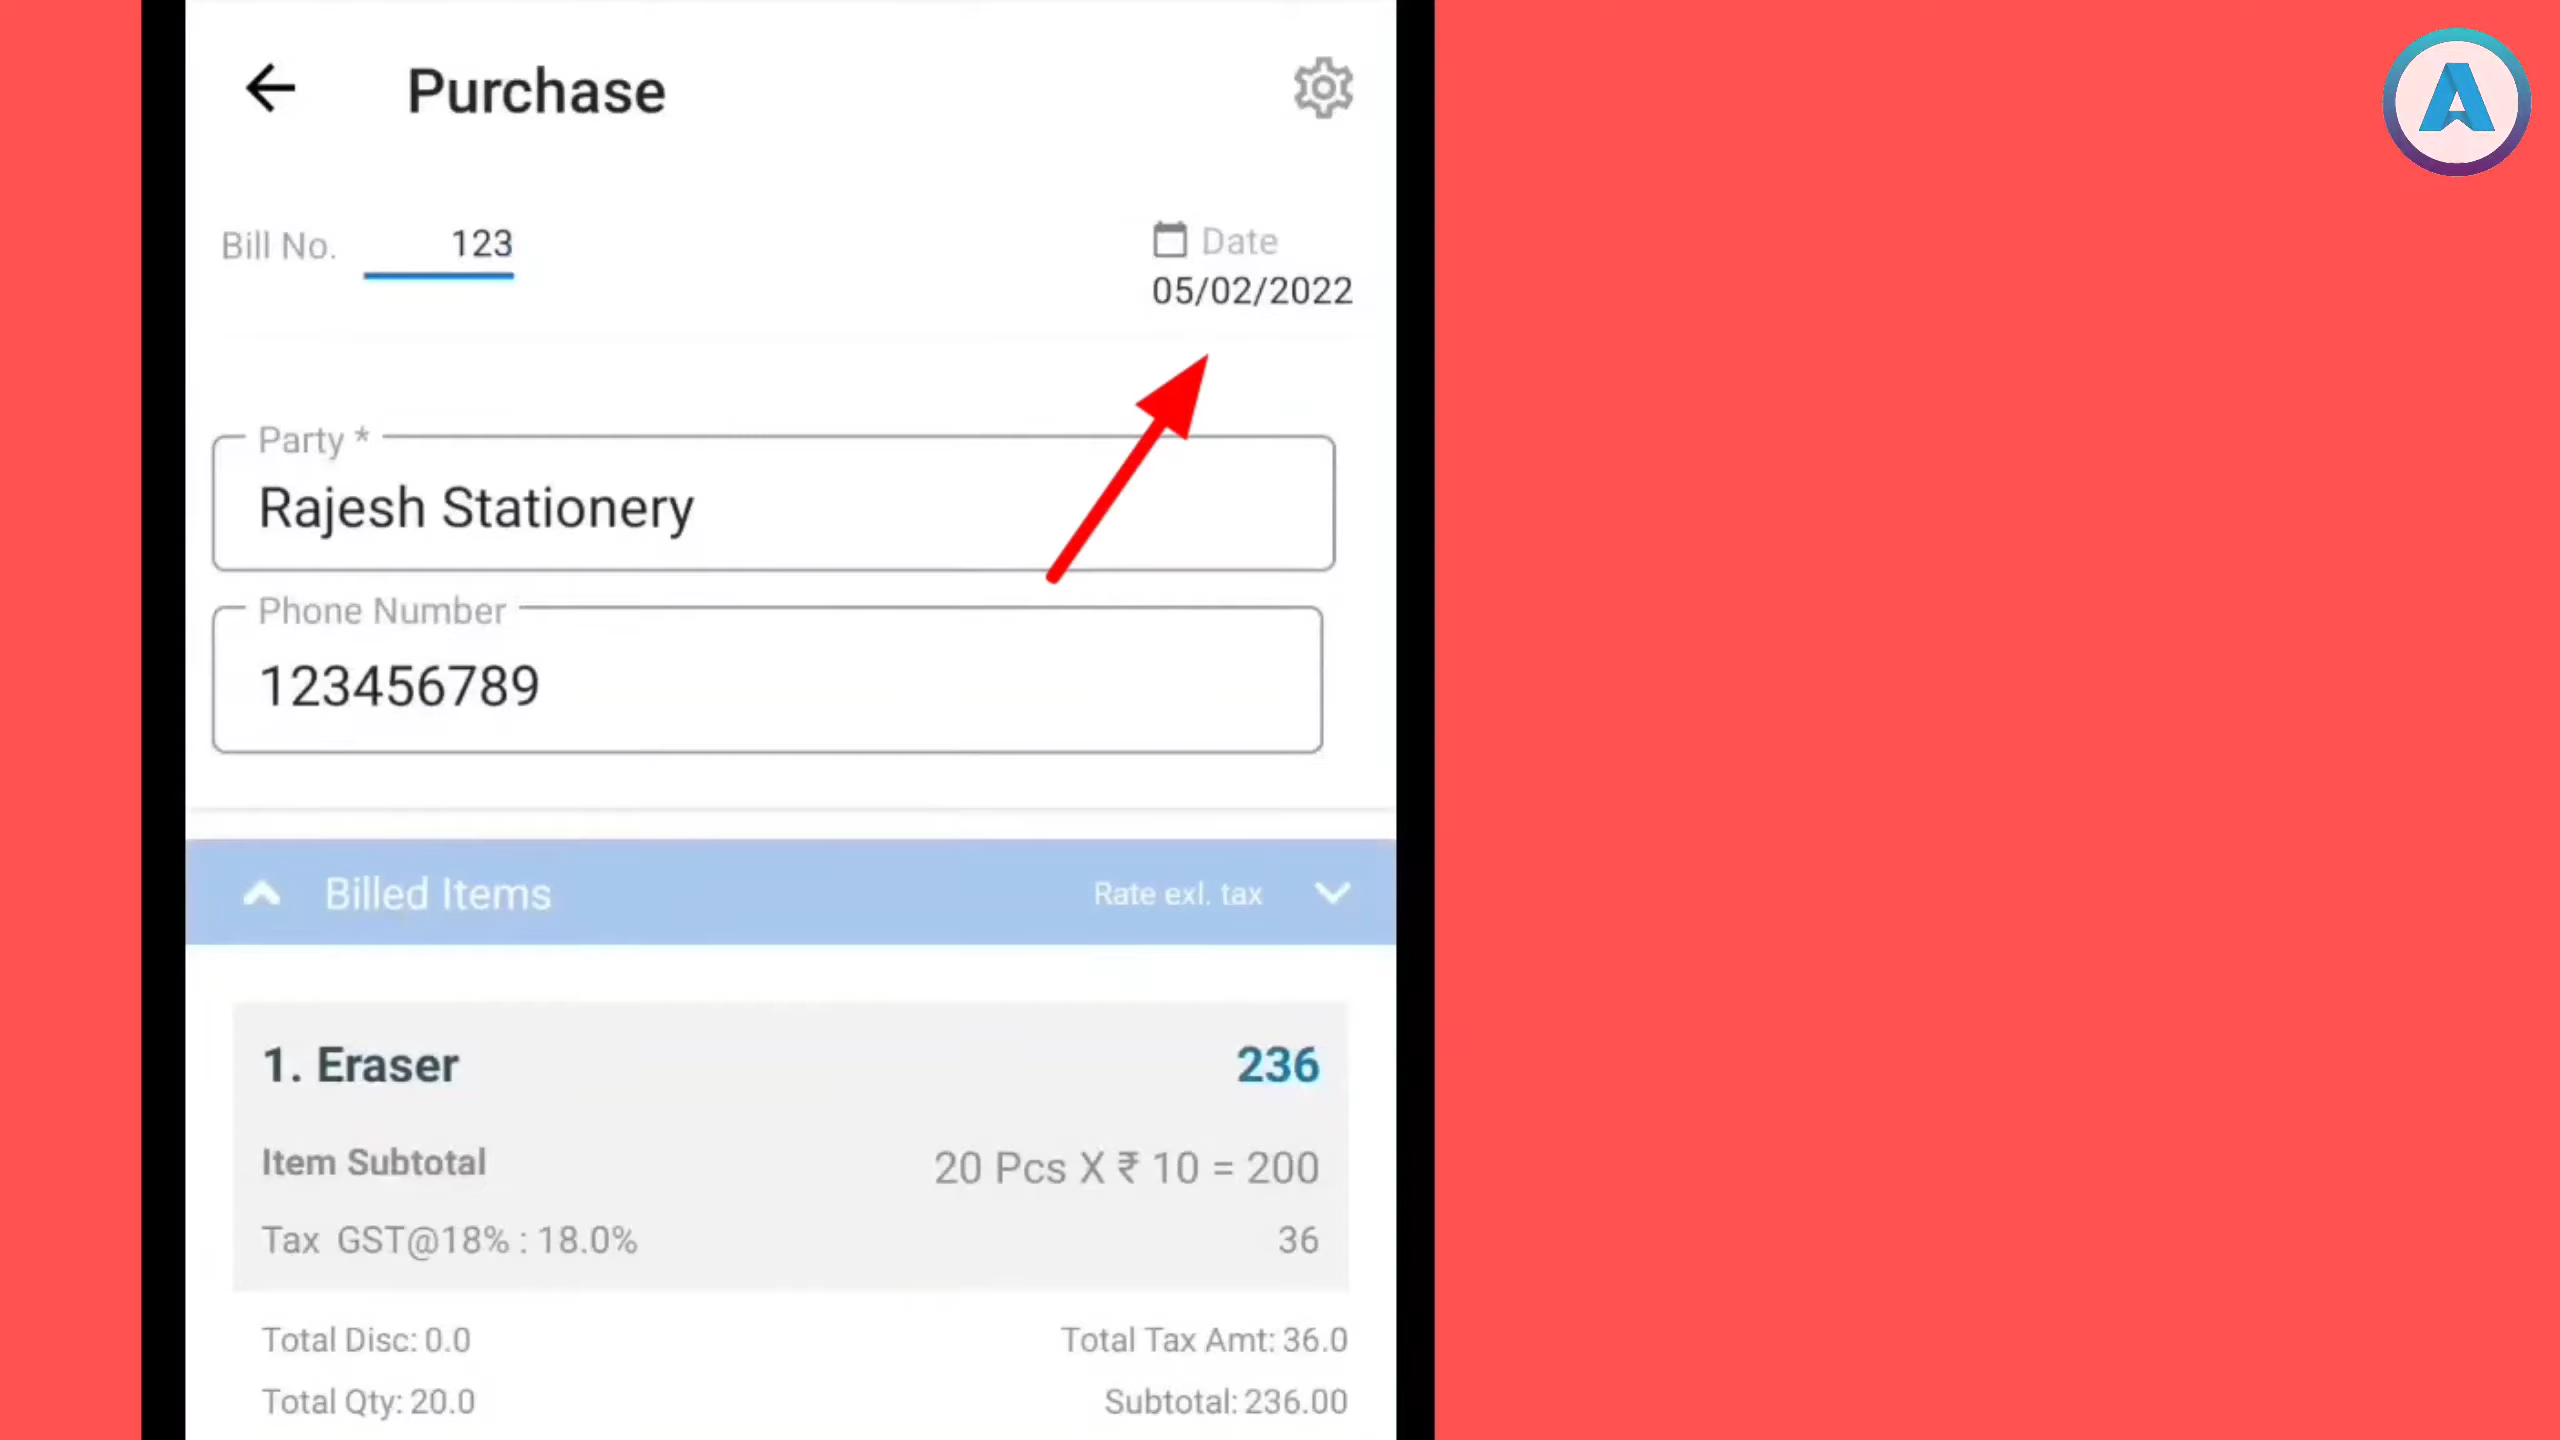 Purchase
Bill No. 123
Date
05/02/2022
Party *
Rajesh Stationery
Phone Number
123456789
Billed Items Rate exl. tax
1. Eraser 236
Item Subtotal 20 Pcs X ₹ 10 = 200
Tax GST@18% : 18.0% 36
Total Disc: 0.0 Total Tax Amt: 36.0
Total Qty: 20.0 Subtotal: 236.00